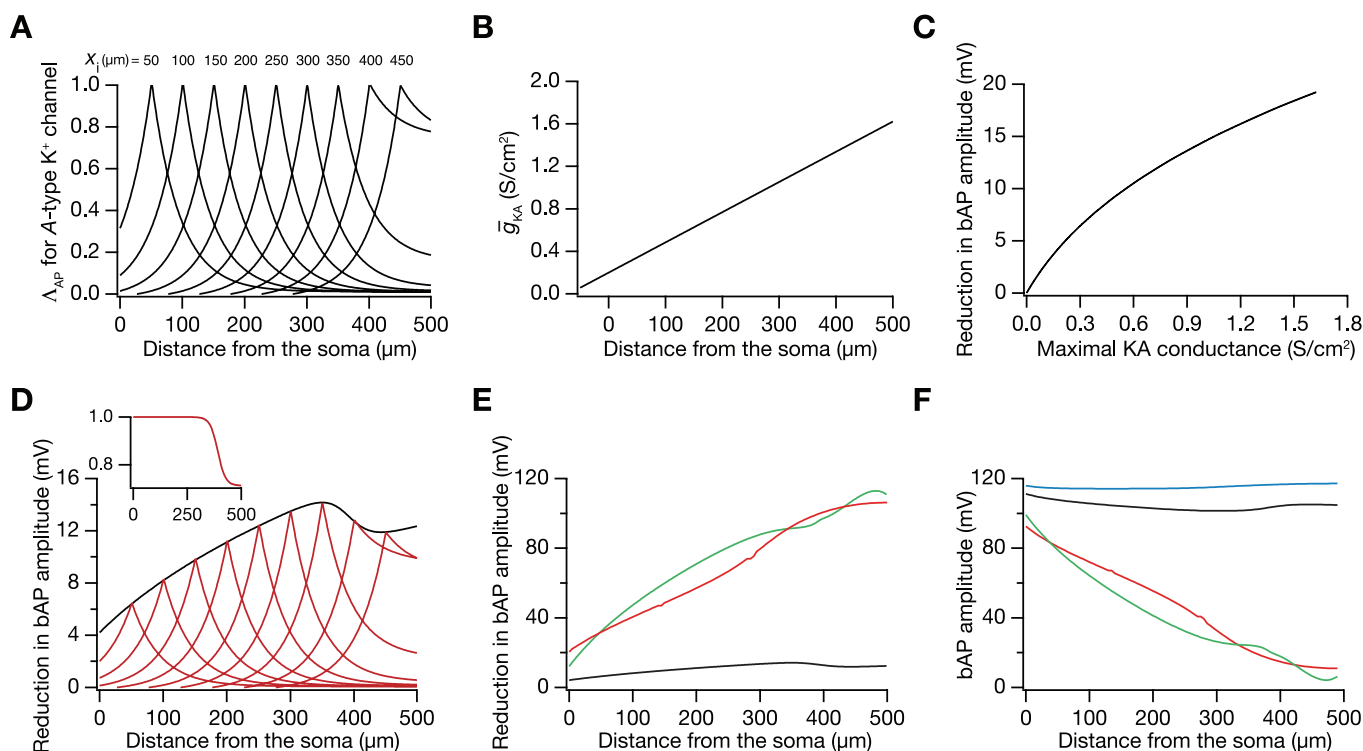 A
X_i (µm) = 50 100 150 200 250 300 350 400 450
Λ_AP for A-type K⁺ channel
1.0
0.8
0.6
0.4
0.2
0.0
0 100 200 300 400 500
Distance from the soma (µm)
B
g̅_KA (S/cm²)
2.0
1.6
1.2
0.8
0.4
0.0
0 100 200 300 400 500
Distance from the soma (µm)
C
Reduction in bAP amplitude (mV)
20
15
10
5
0
0.0 0.3 0.6 0.9 1.2 1.5 1.8
Maximal KA conductance (S/cm²)
D
1.0
0.8
0 250 500
Reduction in bAP amplitude (mV)
16
12
8
4
0
0 100 200 300 400 500
Distance from the soma (µm)
E
Reduction in bAP amplitude (mV)
120
80
40
0
0 100 200 300 400 500
Distance from the soma (µm)
F
bAP amplitude (mV)
120
80
40
0
0 100 200 300 400 500
Distance from the soma (µm)